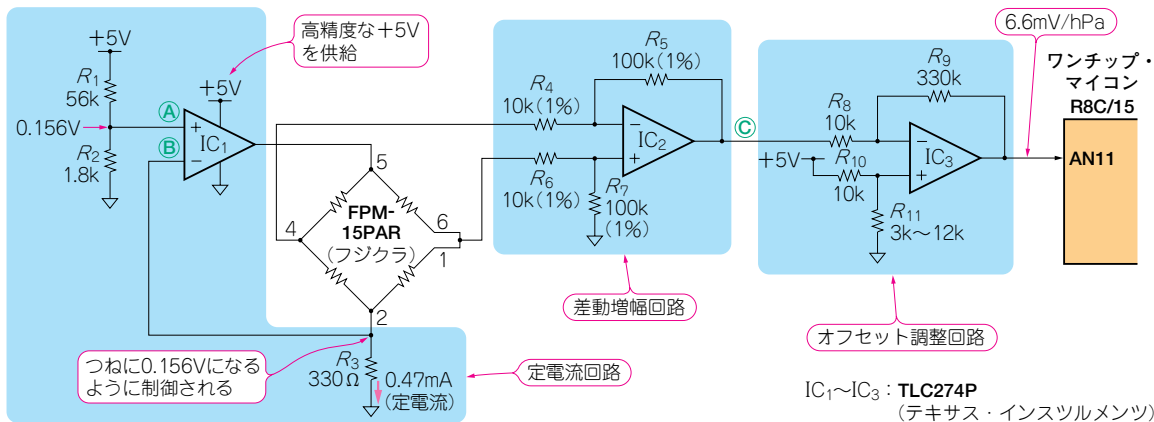 高精度な+5V
を供給
+5V
R1
56k
0.156V
R2
1.8k
A
B
+5V
IC1
+
−
5
4
6
1
2
FPM-
15PAR
(フジクラ)
つねに0.156Vになる
ように制御される
R3
330Ω
0.47mA
(定電流)
定電流回路
R4
10k(1%)
R5
100k(1%)
R6
10k(1%)
R7
100k
(1%)
−
+
IC2
差動増幅回路
C
R8
10k
R9
330k
+5V
R10
10k
R11
3k〜12k
−
+
IC3
オフセット調整回路
6.6mV/hPa
ワンチップ・
マイコン
R8C/15
AN11
IC1〜IC3:TLC274P
(テキサス・インスツルメンツ)